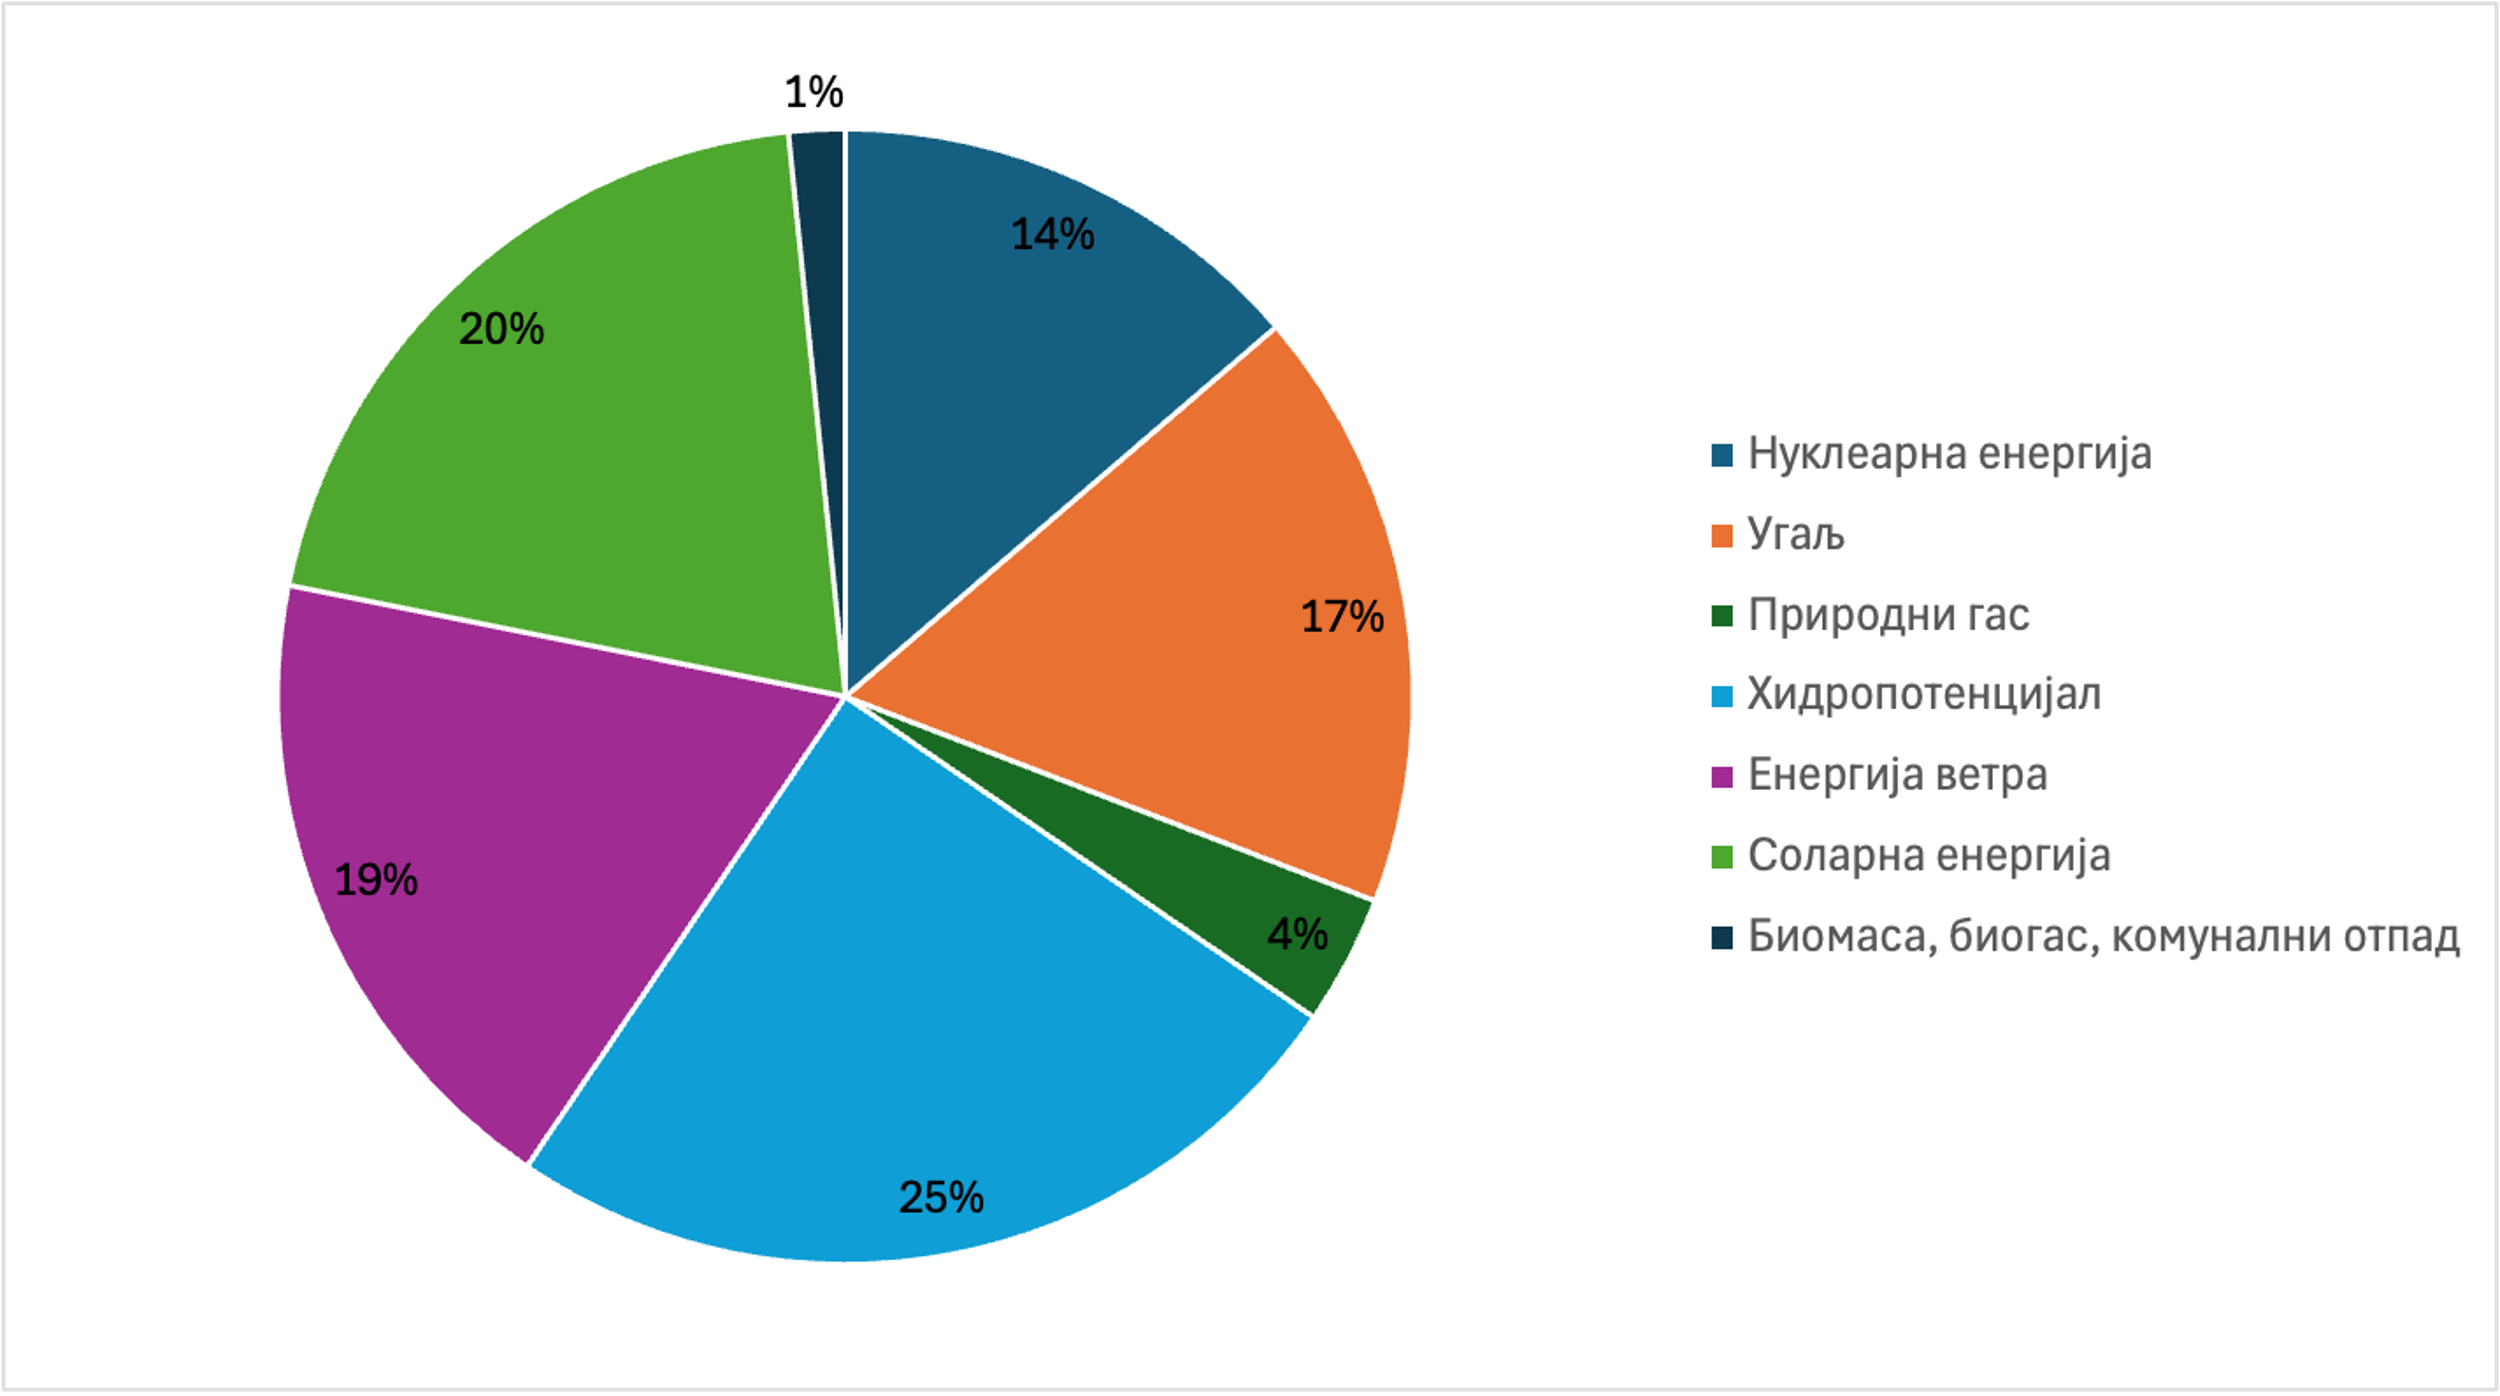 1%
14%
20%
17%
19%
4%
25%
Нуклеарна енергија
Угаљ
Природни гас
Хидропотенцијал
Енергија ветра
Соларна енергија
Биомаса, биогас, комунални отпад